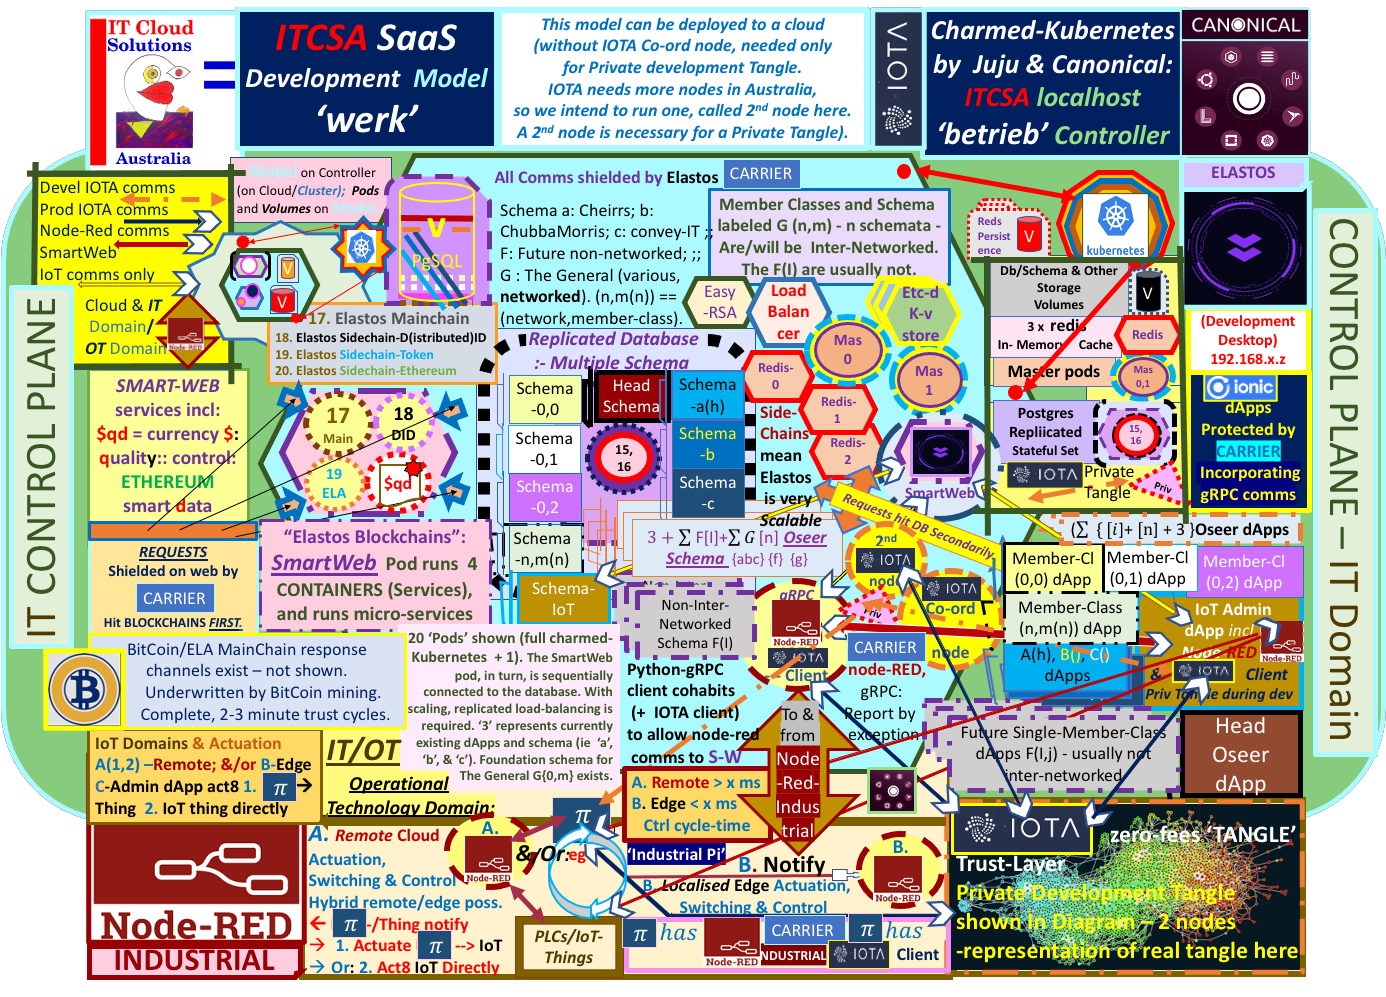 IT Cloud
Solutions
Australia
ITCSA SaaS
Development Model
‘werk’
This model can be deployed to a cloud
(without IOTA Co-ord node, needed only
for Private development Tangle.
IOTA needs more nodes in Australia,
so we intend to run one, called 2nd node here.
A 2nd node is necessary for a Private Tangle).
IOTA
Charmed-Kubernetes
by Juju & Canonical:
ITCSA localhost
‘betrieb’ Controller
CANONICAL
IT CONTROL PLANE
CONTROL PLANE – IT Domain
Devel IOTA comms
Prod IOTA comms
Node-Red comms
SmartWeb
IoT comms only
Cloud & IT
Domain/
OT Domain
Node-RED
Model on Controller
(on Cloud/Cluster); Pods
and Volumes on Model
V
PgSQL
V
V
All Comms shielded by Elastos CARRIER
Schema a: Cheirrs; b:
ChubbaMorris; c: convey-IT ;;
F: Future non-networked; ;;
G : The General (various,
networked). (n,m(n)) ==
(network,member-class).
Member Classes and Schema
labeled G (n,m) - n schemata -
Are/will be Inter-Networked.
The F(I) are usually not.
Reds
Persist
ence
V
kubernetes
ELASTOS
17. Elastos Mainchain
18. Elastos Sidechain-D(istributed)ID
19. Elastos Sidechain-Token
20. Elastos Sidechain-Ethereum
Easy
-RSA
Load
Balan
cer
Etc-d
K-v
store
Mas
0
Mas
1
Redis-
0
Redis-
1
Redis-
2
Db/Schema & Other
Storage
Volumes
V
3 x redis
In- Memory Cache
Redis
Master pods
Mas
0,1
Postgres
Repliicated
Stateful Set
15,
16
IOTA
Private
Tangle
Priv
(Development
Desktop)
192.168.x.z
ionic
dApps
Protected by
CARRIER
Incorporating
gRPC comms
SMART-WEB
services incl:
$qd = currency $:
quality:: control:
ETHEREUM
smart data
17
Main
18
DID
19
ELA
$qd
Replicated Database
:- Multiple Schema
Schema
-0,0
Schema
-0,1
Schema
-0,2
Schema
-n,m(n)
Schema-
IoT
Head
Schema
15,
16
Schema
-a(h)
Schema
-b
Schema
-c
Side-
Chains
mean
Elastos
is very
Scalable
SmartWeb
Requests hit DB Secondarily
3 + ∑ F[I]+∑ G [n] Oseer
Schema {abc} {f} {g}
Non-Inter-
Networked
Schema F(I)
REQUESTS
Shielded on web by
CARRIER
Hit BLOCKCHAINS FIRST.
“Elastos Blockchains”:
SmartWeb Pod runs 4
CONTAINERS (Services),
and runs micro-services
BitCoin/ELA MainChain response
channels exist – not shown.
Underwritten by BitCoin mining.
Complete, 2-3 minute trust cycles.
20 ‘Pods’ shown (full charmed-
Kubernetes + 1). The SmartWeb
pod, in turn, is sequentially
connected to the database. With
scaling, replicated load-balancing is
required. ‘3’ represents currently
existing dApps and schema (ie ‘a’,
‘b’, & ‘c’). Foundation schema for
The General G{0,m} exists.
2nd
IOTA
node
IOTA
Co-ord
node
gRPC
Node-RED
IOTA
Client
Priv
CARRIER
node-RED,
gRPC:
Report by
exception
Python-gRPC
client cohabits
(+ IOTA client)
to allow node-red
comms to S-W
To &
from
Node
-Red-
Indus
trial
(∑ { [i]+ [n] + 3 }Oseer dApps
Member-Cl
(0,0) dApp
Member-Cl
(0,1) dApp
Member-Cl
(0,2) dApp
Member-Class
(n,m(n)) dApp
A(h), B(), C()
dApps
IoT Admin
dApp incl
Node-RED
Node-RED
& IOTA Client
Priv Tangle during dev
Future Single-Member-Class
dApps F(I,j) - usually not
inter-networked
Head
Oseer
dApp
IoT Domains & Actuation
A(1,2) –Remote; &/or B-Edge
C-Admin dApp act8 1. π →
Thing 2. IoT thing directly
IT/OT
Operational
Technology Domain:
A. Remote > x ms
B. Edge < x ms
Ctrl cycle-time
‘Industrial Pi’
Node-RED
INDUSTRIAL
A. Remote Cloud
Actuation,
Switching & Control
Hybrid remote/edge poss.
← π -/Thing notify
→ 1. Actuate π --> IoT
→ Or: 2. Act8 IoT Directly
A.
Node-RED
&/Or:eg
π
PLCs/IoT-
Things
B. Notify
B. Localised Edge Actuation,
Switching & Control
B.
Node-RED
π has
Node-RED
INDUSTRIAL
CARRIER
π has
IOTA Client
IOTA
zero-fees ‘TANGLE’
Trust-Layer
Private Development Tangle
shown in Diagram – 2 nodes
-representation of real tangle here